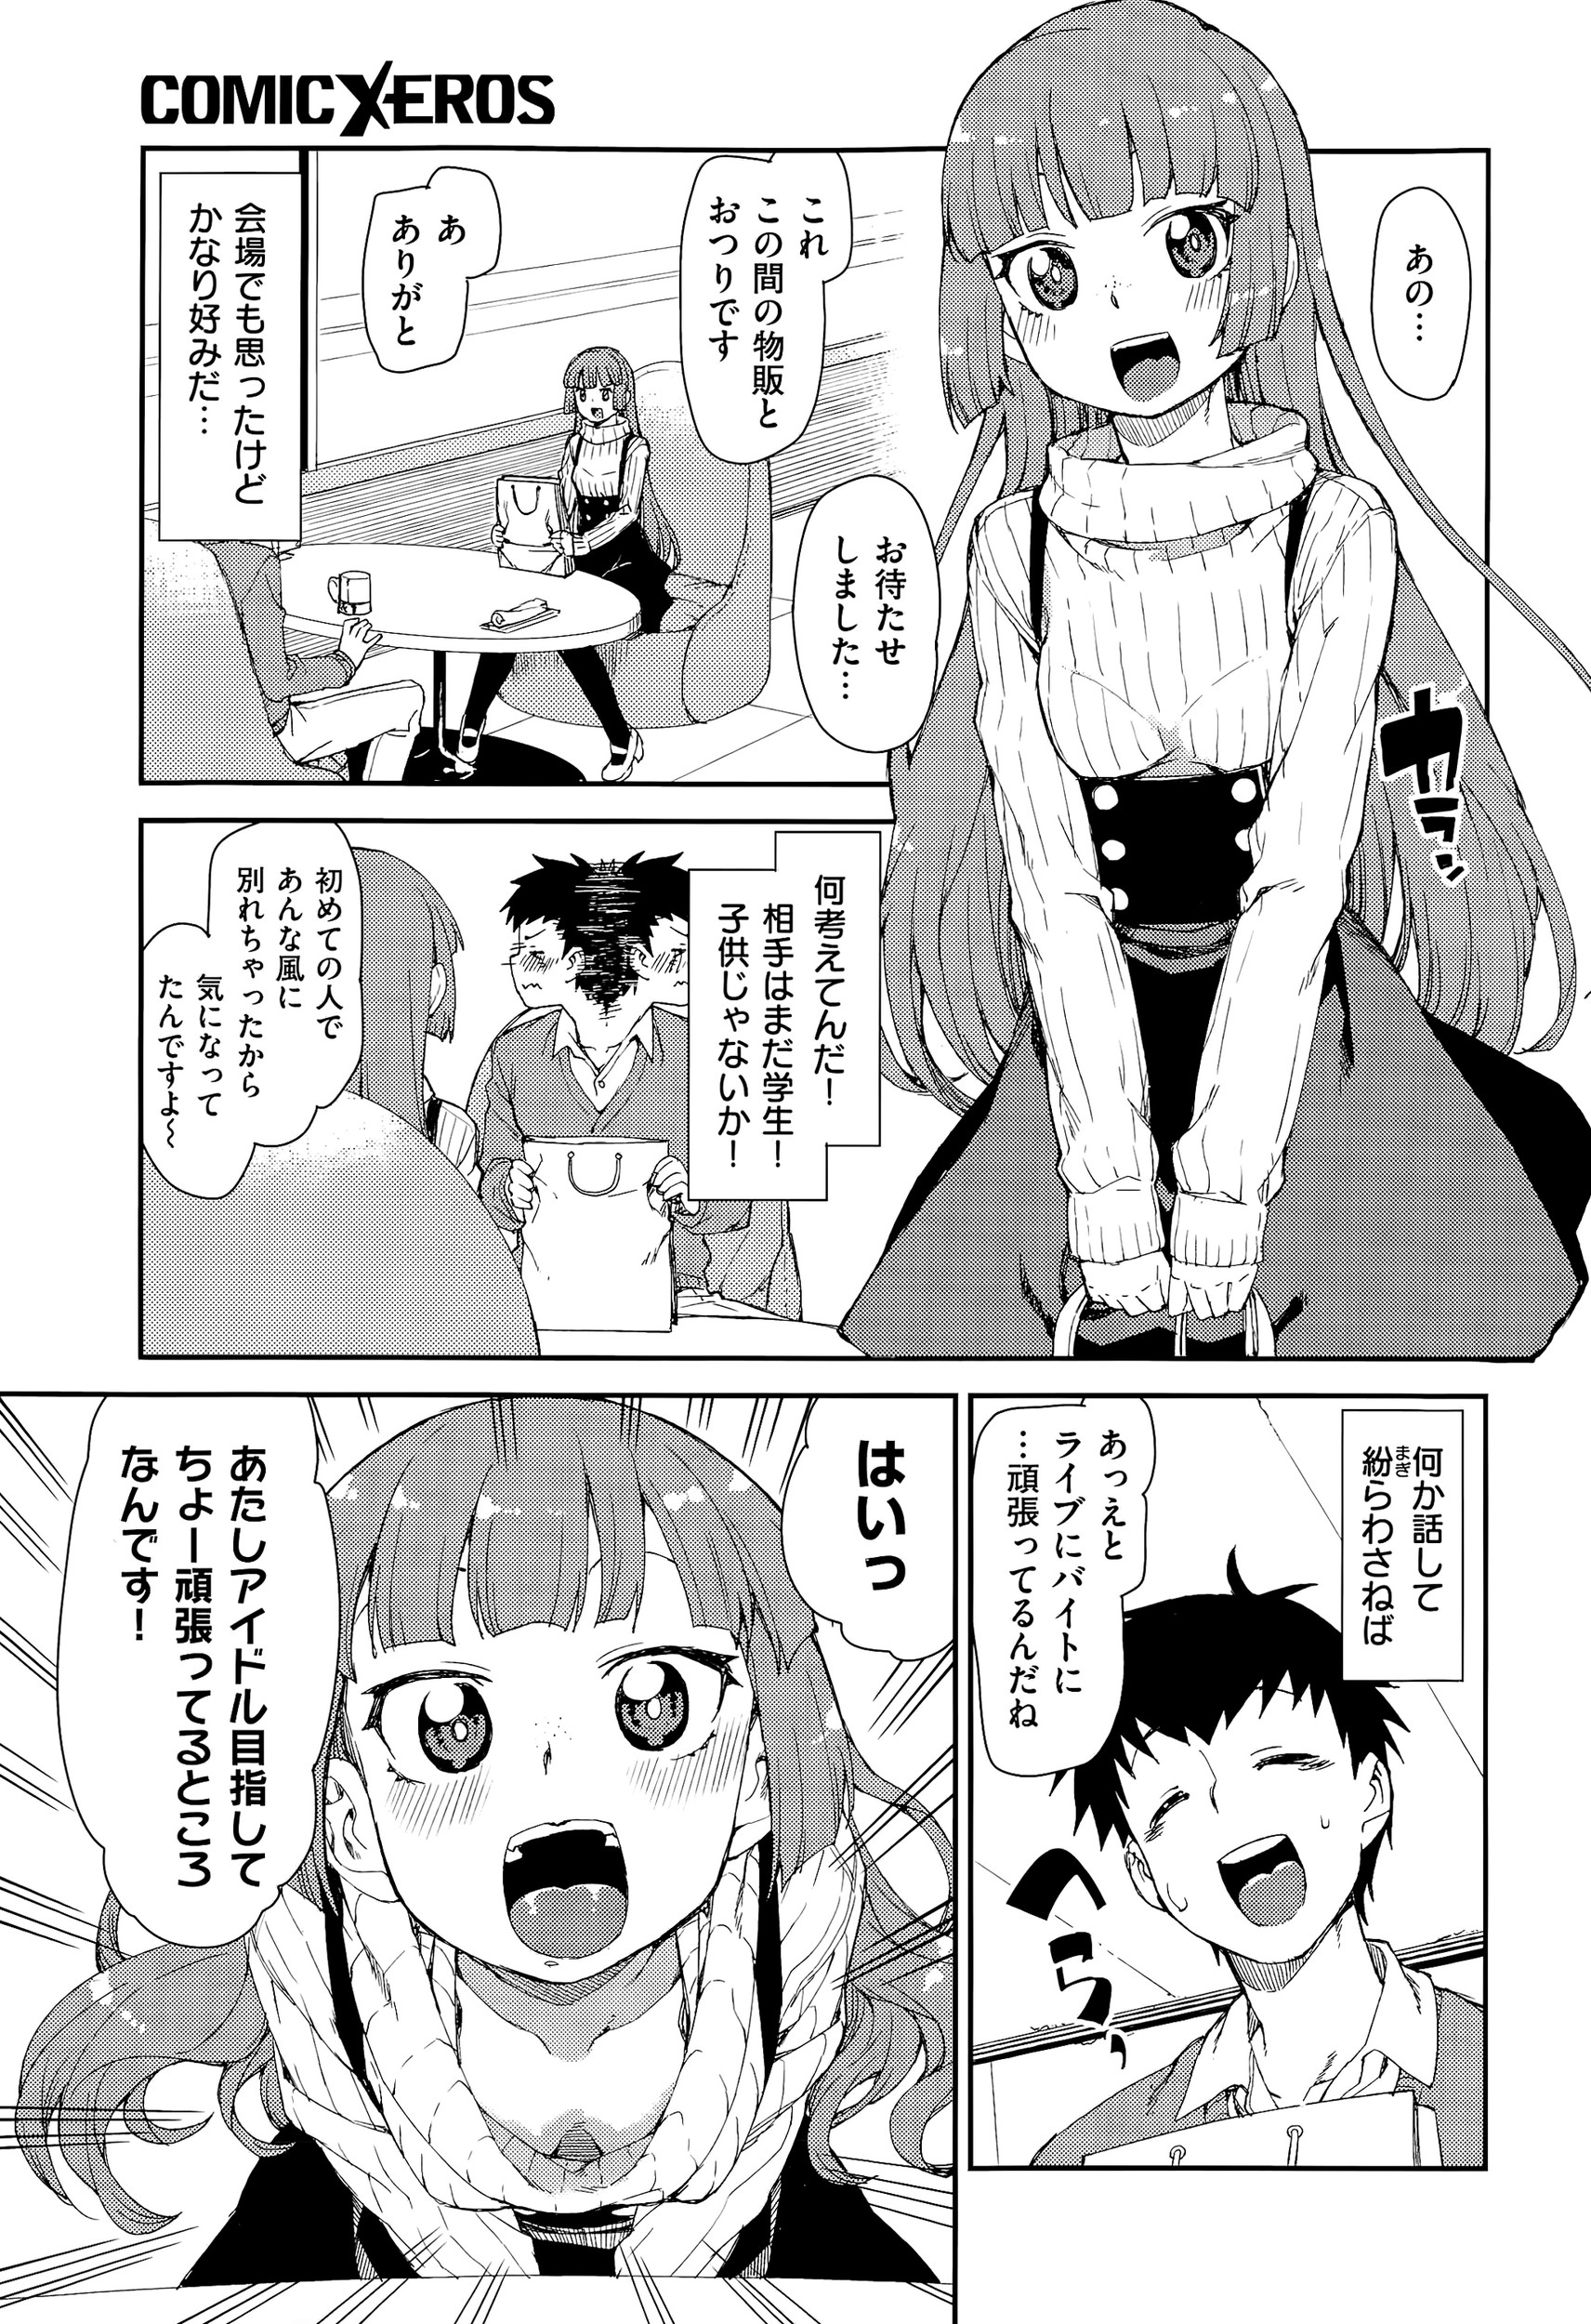 COMIC XEROS
あの…
カランッ
お待たせ
しました…
これ
この間の物販と
おつりです
あ
ありがと
会場でも思ったけど
かなり好みだ…
何考えてんだ！
相手はまだ学生！
子供じゃないか！
初めての人で
あんな風に
別れちゃったから
気になって
たんですよ～
何か話して
紛らわさねば
まぎ
あっえと
ライブにバイトに
…頑張ってるんだね
へらっ
はいっ
あたしアイドル目指して
ちょー頑張ってるところ
なんです！